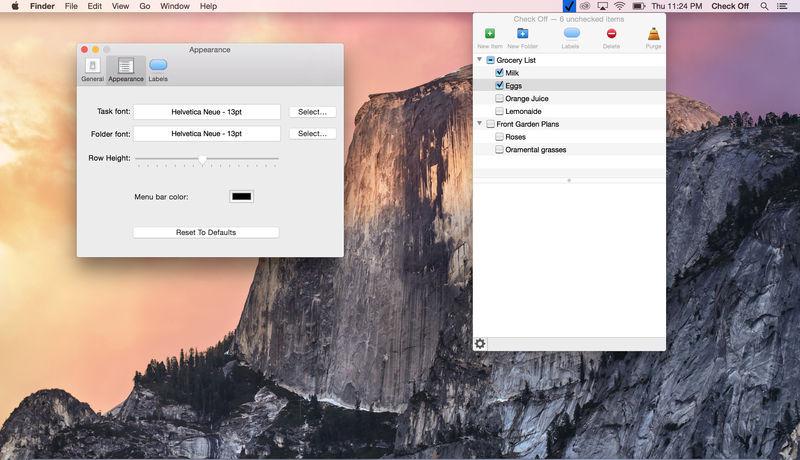 Finder File Edit View Go Window Help
Thu 11:24 PM Check Off
Appearance
General Appearance Labels
Task font: Helvetica Neue - 13pt Select...
Folder font: Helvetica Neue - 13pt Select...
Row Height:
Menu bar color:
Reset To Defaults
Check Off — 6 unchecked items
New Item New Folder Labels Delete Purge
Grocery List
Milk
Eggs
Orange Juice
Lemonaide
Front Garden Plans
Roses
Oramental grasses